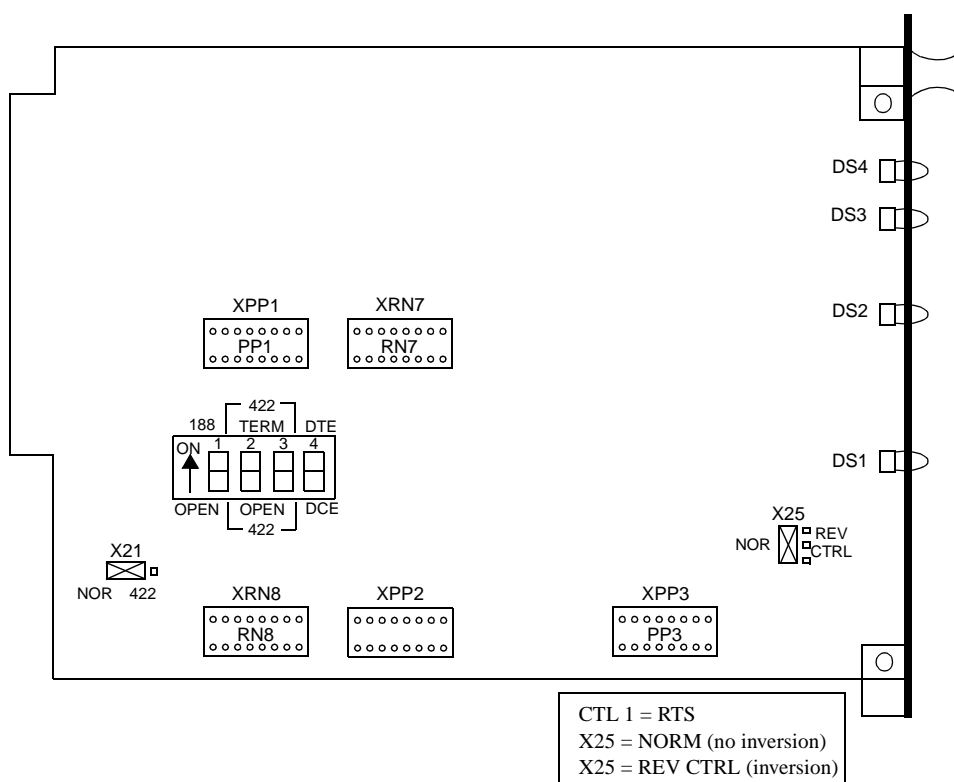 DS4
DS3
DS2
XPP1 XRN7
PP1 RN7
422
188 TERM DTE
ON 1 2 3 4
OPEN OPEN DCE
422
DS1
X25
NOR REV
CTRL
X21
NOR 422
XRN8 XPP2 XPP3
RN8 PP3
CTL 1 = RTS
X25 = NORM (no inversion)
X25 = REV CTRL (inversion)